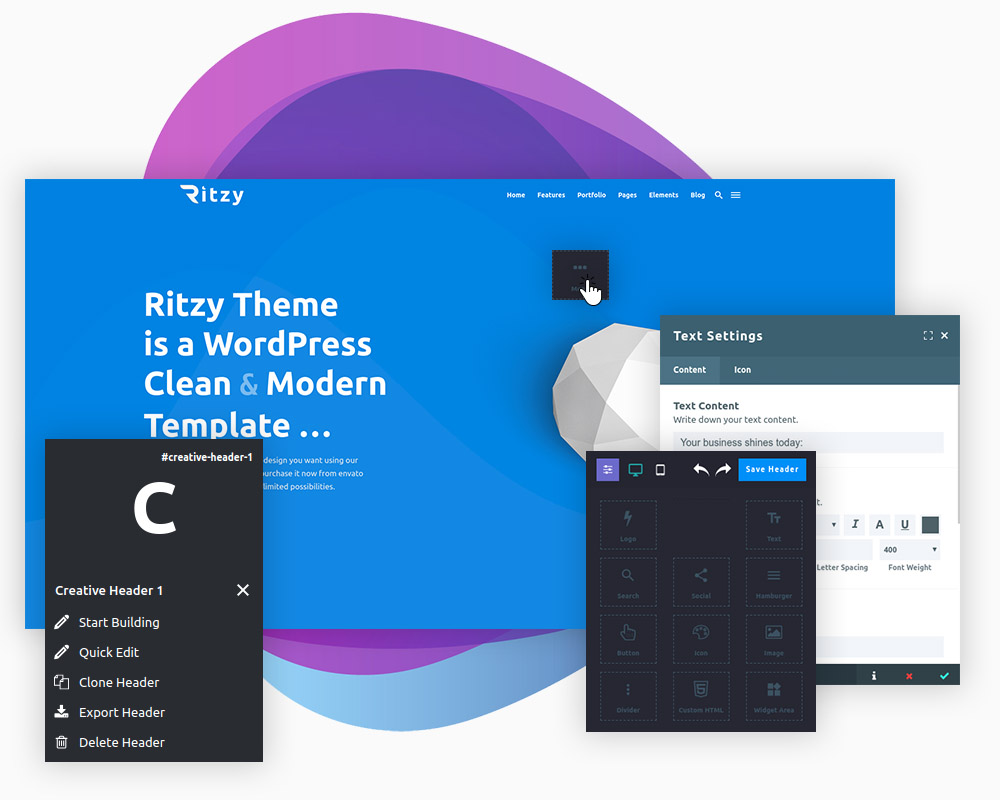 Ritzy
Home Features Portfolio Pages Elements Blog
Ritzy Theme
is a WordPress
Clean & Modern
Template ...
design you want using our
purchase it now from envato
limited possibilities.
#creative-header-1
C
Creative Header 1
Start Building
Quick Edit
Clone Header
Export Header
Delete Header
Text Settings
Content Icon
Text Content
Write down your text content.
Your business shines today:
t.
I A U
400
Letter Spacing Font Weight
Save Header
Logo Text
Search Social Hamburger
Button Icon Image
Divider Custom HTML Widget Area